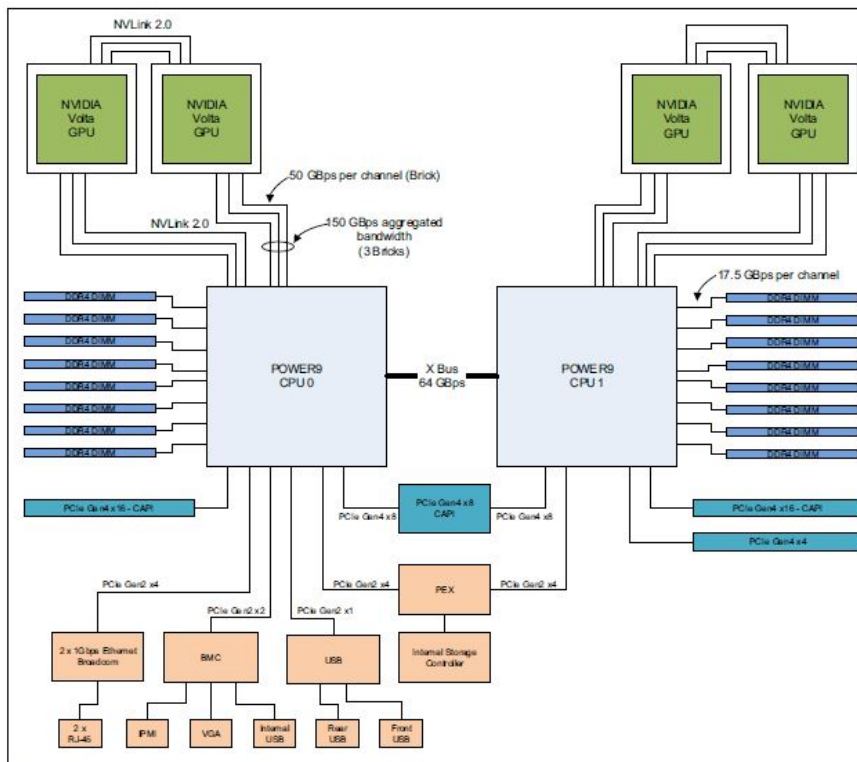 NVLink 2.0
NVIDIA
Volta
GPU
NVIDIA
Volta
GPU
NVIDIA
Volta
GPU
NVIDIA
Volta
GPU
50 GBps per channel (Brick)
NVLink 2.0
150 GBps aggregated
bandwidth
(3 Bricks)
17.5 GBps per channel
DDR4 DIMM
DDR4 DIMM
DDR4 DIMM
DDR4 DIMM
DDR4 DIMM
DDR4 DIMM
DDR4 DIMM
DDR4 DIMM
POWER9
CPU 0
X Bus
64 GBps
POWER9
CPU 1
DDR4 DIMM
DDR4 DIMM
DDR4 DIMM
DDR4 DIMM
DDR4 DIMM
DDR4 DIMM
DDR4 DIMM
DDR4 DIMM
PCIe Gen4 x16 - CAPI
PCIe Gen4 x8
PCIe Gen4 x8
CAPI
PCIe Gen4 x8
PCIe Gen4 x16 - CAPI
PCIe Gen4 x4
PCIe Gen2 x4
PCIe Gen2 x2
PCIe Gen2 x1
PCIe Gen2 x4
PEX
PCIe Gen2 x4
2 x 1Gbps Ethernet
Broadcom
BMC
USB
Internal Storage
Controller
2 x
RJ-45
IPMI
VGA
Internal
USB
Rear
USB
Front
USB